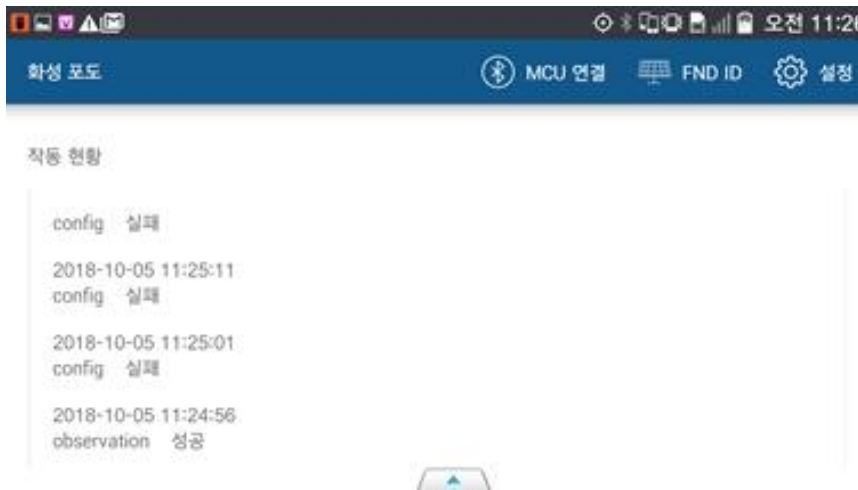 오전 11:26
화성 포도 MCU 연결 FND ID 설정
작동 현황
config 실패
2018-10-05 11:25:11
config 실패
2018-10-05 11:25:01
config 실패
2018-10-05 11:24:56
observation 성공